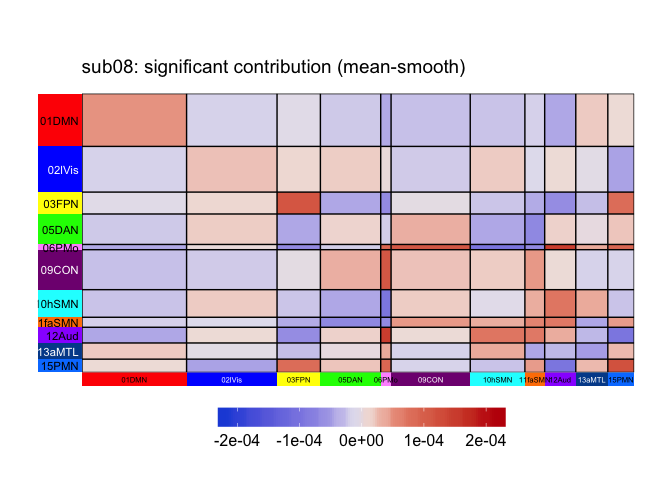 sub08: significant contribution (mean-smooth)
01DMN
02lVis
03FPN
05DAN
06PMo
09CON
10hSMN
1faSMN
12Aud
13aMTL
15PMN
01DMN 02lVis 03FPN 05DAN 06PMo 09CON 10hSMN 11faSMN 12Aud 13aMTL 15PMN
-2e-04 -1e-04 0e+00 1e-04 2e-04